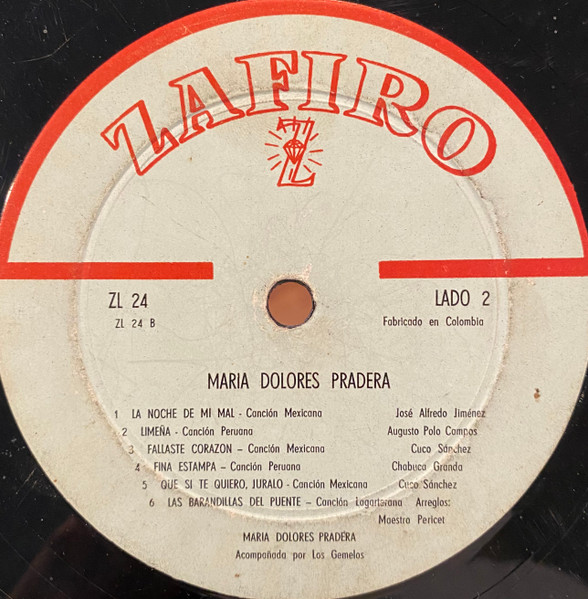 ZAFIRO
ZL 24 LADO 2
ZL 24 B Fabricado en Colombia
MARIA DOLORES PRADERA
1 LA NOCHE DE MI MAL - Canción Mexicana José Alfredo Jiménez
2 LIMEÑA - Canción Peruana Augusto Polo Campos
3 FALLASTE CORAZON – Canción Mexicana Cuco Sánchez
4 FINA ESTAMPA – Canción Peruana Chabuca Granda
5 QUE SI TE QUIERO, JURALO - Canción Mexicana Cuco Sánchez
6 LAS BARANDILLAS DEL PUENTE – Canción Lagarterana Arreglos:
Maestro Pericet
MARIA DOLORES PRADERA
Acompañada por Los Gemelos